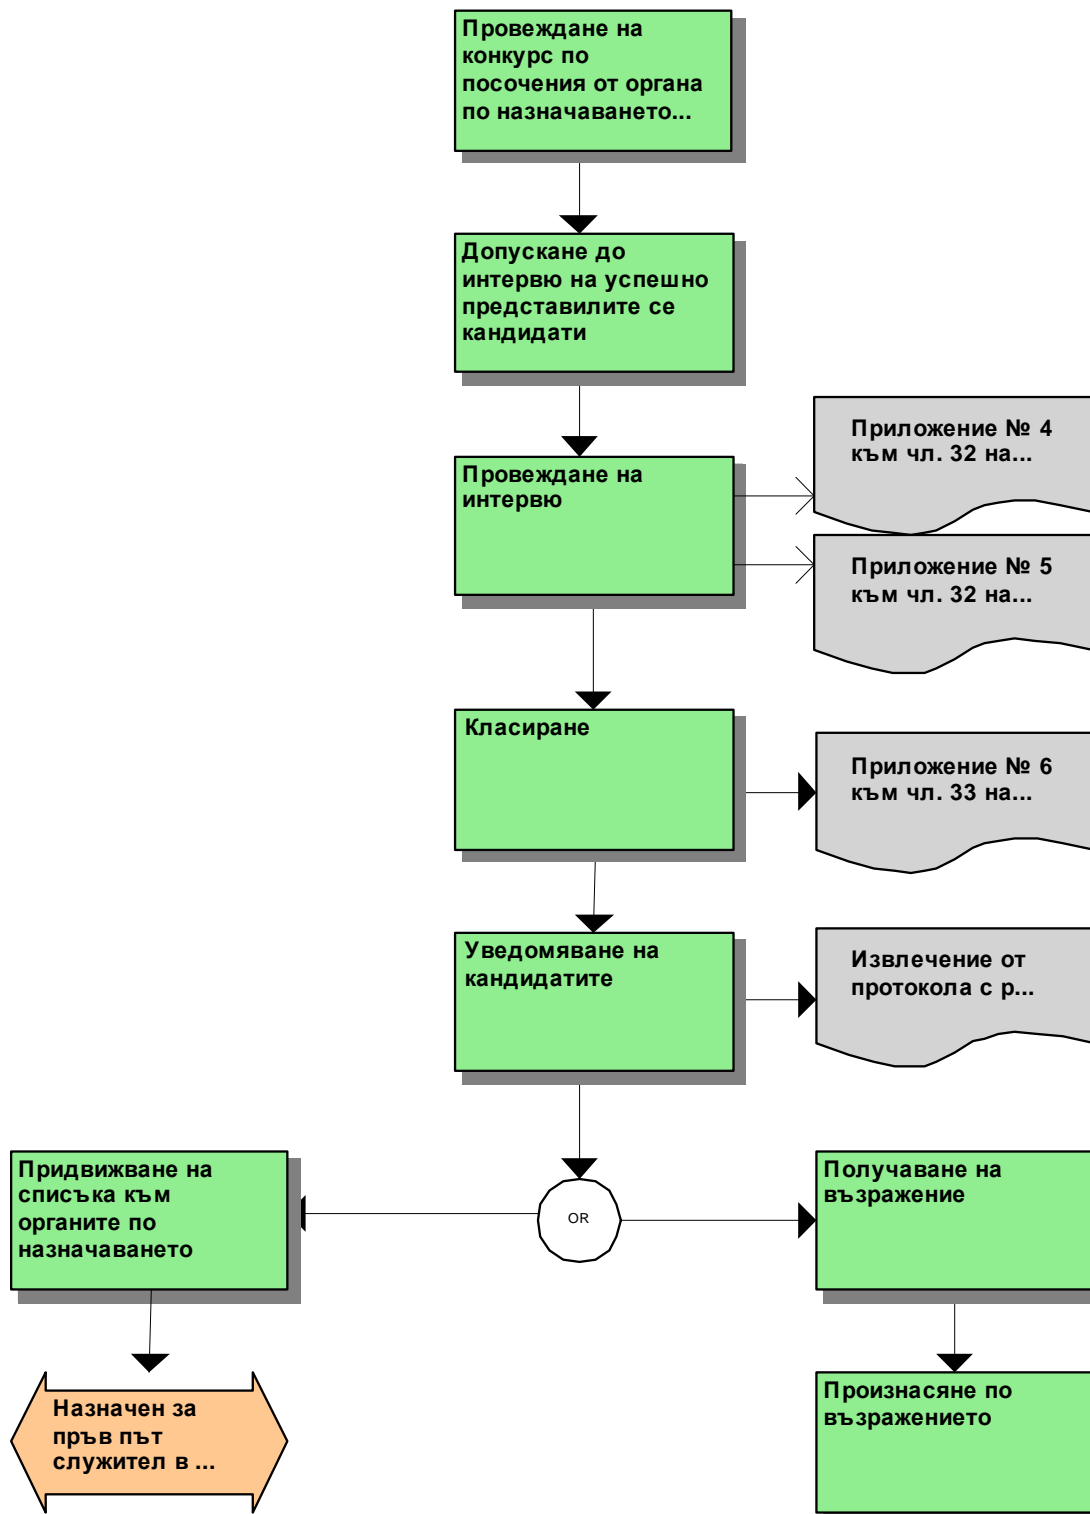 Провеждане на
конкурс по
посочения от органа
по назначаването...
Допускане до
интервю на успешно
представилите се
кандидати
Провеждане на
интервю
Приложение № 4
към чл. 32 на...
Приложение № 5
към чл. 32 на...
Класиране
Приложение № 6
към чл. 33 на...
Уведомяване на
кандидатите
Извлечение от
протокола с р...
Придвижване на
списъка към
органите по
назначаването
OR
Получаване на
възражение
Назначен за
пръв път
служител в ...
Произнасяне по
възражението